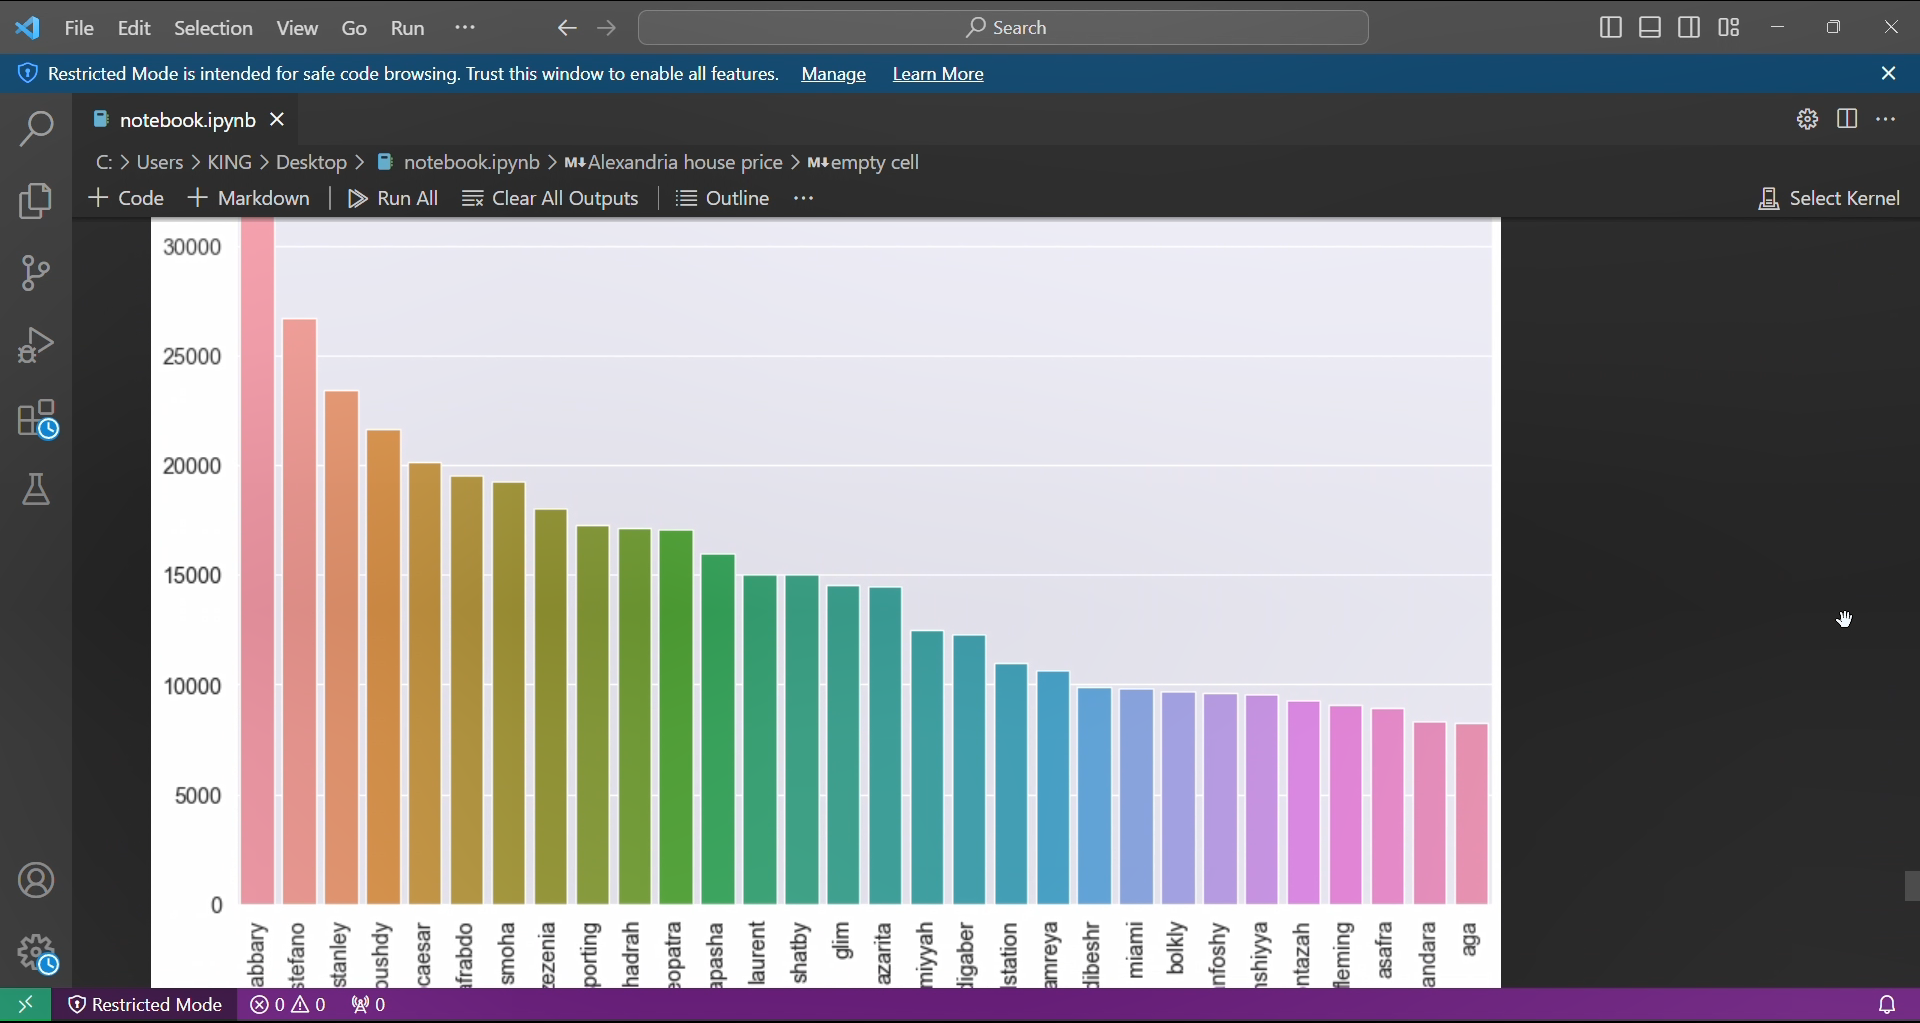 File Edit Selection View Go Run ··· Search
Restricted Mode is intended for safe code browsing. Trust this window to enable all features. Manage Learn More
notebook.ipynb
C: > Users > KING > Desktop > notebook.ipynb > M↓Alexandria house price > M↓empty cell
+ Code + Markdown Run All Clear All Outputs Outline ··· Select Kernel
30000
25000
20000
15000
10000
5000
0
abbary
stefano
stanley
oushdy
caesar
afrabdo
smoha
ezenia
porting
hadrah
eopatra
apasha
laurent
shatby
glim
azarita
miyyah
digaber
lstation
amreya
dibeshr
miami
bolkly
nfoshy
nshiyya
ntazah
fleming
asafra
andara
aga
Restricted Mode 0 0 0